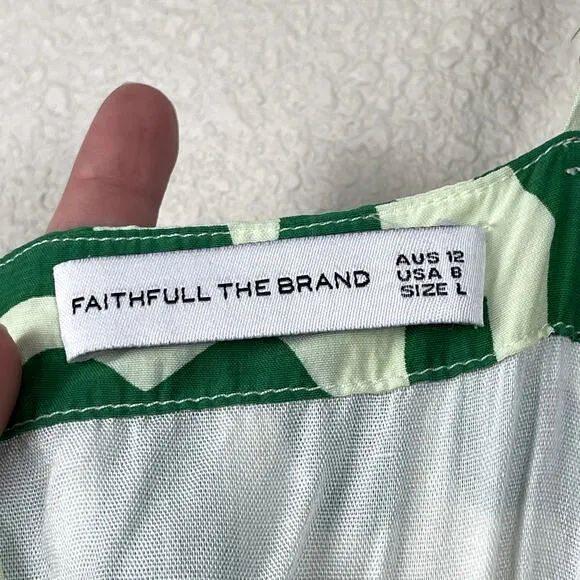 FAITHFULL THE BRAND
AUS 12
USA 8
SIZE L